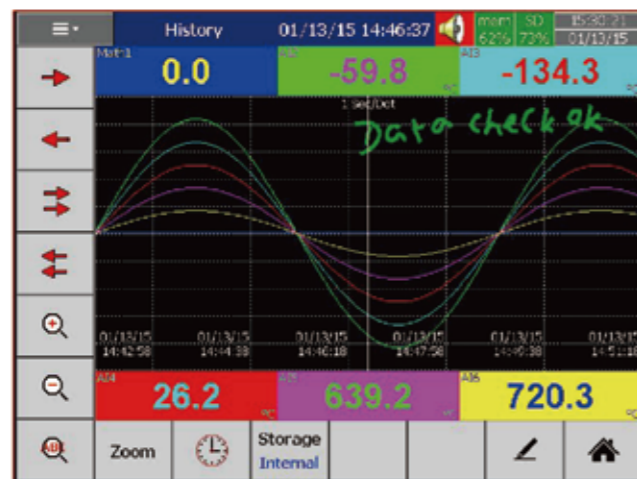 History 01/13/15 14:46:37 mem 62% SD 73% 15:30:21 01/13/15
Math1 0.0 AI2 -59.8 ºC AI3 -134.3 ºC
1 Sec/Dot
Data check ok
01/13/15 01/13/15 01/13/15 01/13/15 01/13/15 01/13/15
14:42:58 14:44:38 14:46:18 14:47:58 14:49:38 14:51:18
AI4 26.2 ºC AI5 639.2 AI6 720.3
Zoom Storage
Internal